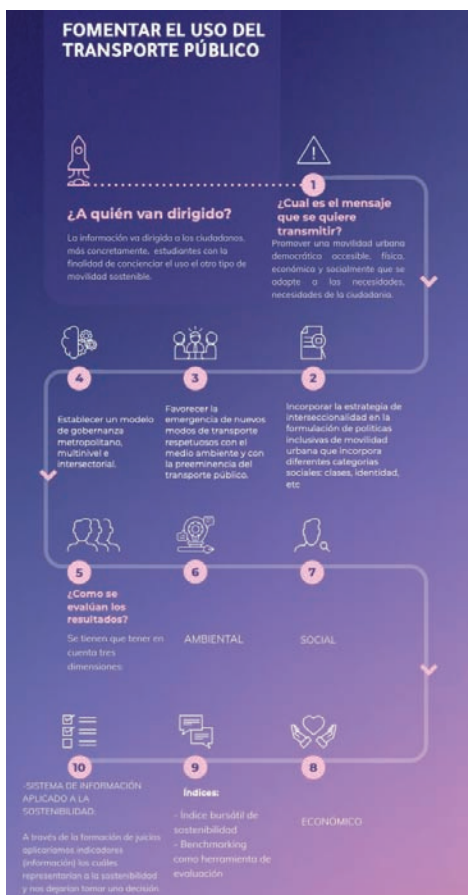 FOMENTAR EL USO DEL
TRANSPORTE PÚBLICO
¿A quién van dirigido?
La información va dirigida a los ciudadanos,
más concretamente, estudiantes con la
finalidad de concienciar el uso el otro tipo de
movilidad sostenible.
1
¿Cual es el mensaje
que se quiere
transmitir?
Promover una movilidad urbana
democrática accesible, física,
económica y socialmente que se
adapte a las necesidades,
necesidades de la ciudadanía.
2
Incorporar la estrategia de
interseccionalidad en la
formulación de políticas
inclusivas de movilidad
urbana que incorpora
diferentes categorías
sociales: clases, identidad,
etc
3
Favorecer la
emergencia de nuevos
modos de transporte
respetuosos con el
medio ambiente y con
la preeminencia del
transporte público.
4
Establecer un modelo
de gobernanza
metropolitano,
multinivel e
intersectorial.
5
¿Como se
evalúan los
resultados?
Se tienen que tener en
cuenta tres
dimensiones:
6
AMBIENTAL
7
SOCIAL
8
ECONÓMICO
9
Índices:
- Índice bursátil de
sostenibilidad
- Benchmarking
como herramienta de
evaluación
10
-SISTEMA DE INFORMACIÓN
APLICADO A LA
SOSTENIBILIDAD:
A través de la formación de juicios
aplicaríamos indicadores
(información) los cuáles
representarían a la sostenibilidad
y nos dejarían tomar una decisión.